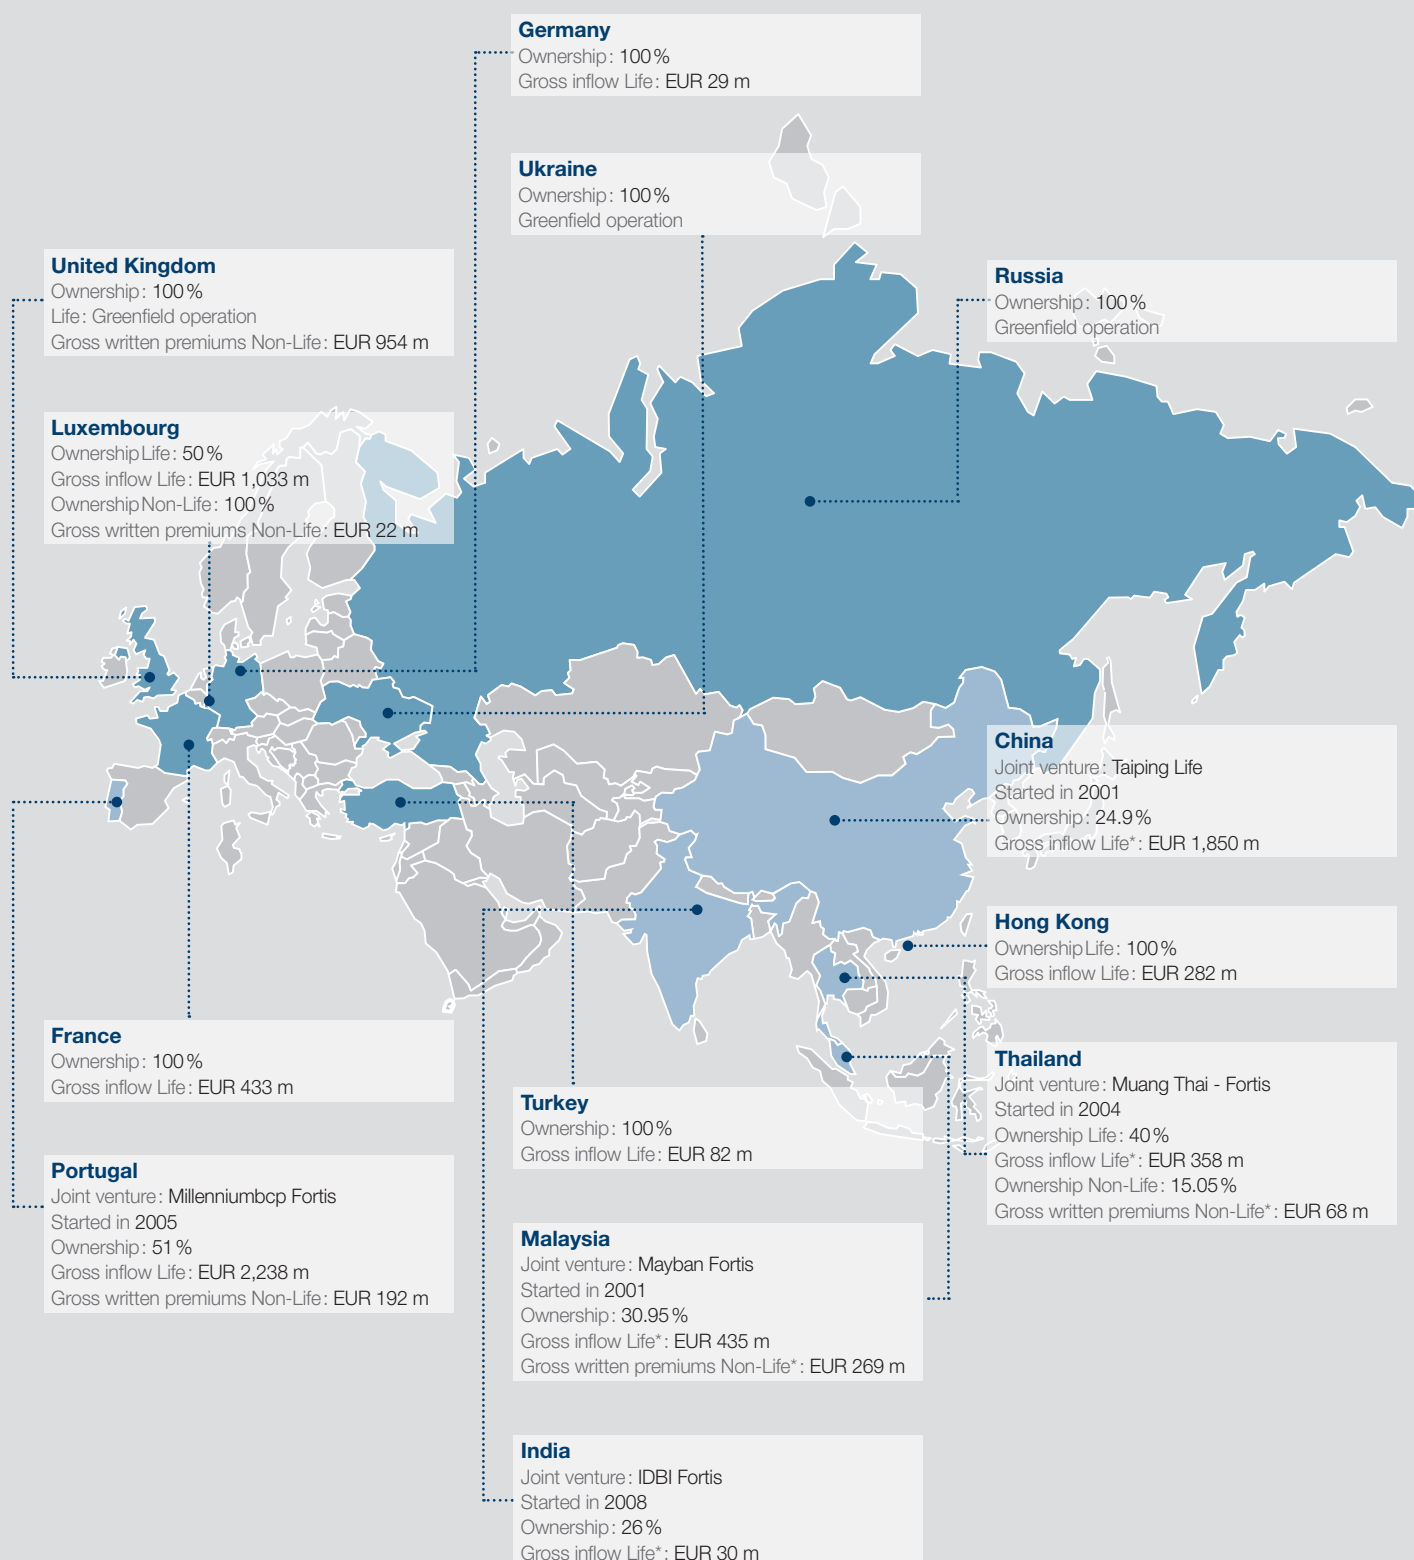 Germany
Ownership: 100%
Gross inflow Life: EUR 29 m
Ukraine
Ownership: 100%
Greenfield operation
United Kingdom
Ownership: 100%
Life: Greenfield operation
Gross written premiums Non-Life: EUR 954 m
Russia
Ownership: 100%
Greenfield operation
Luxembourg
Ownership Life: 50%
Gross inflow Life: EUR 1,033 m
Ownership Non-Life: 100%
Gross written premiums Non-Life: EUR 22 m
China
Joint venture: Taiping Life
Started in 2001
Ownership: 24.9%
Gross inflow Life*: EUR 1,850 m
Hong Kong
Ownership Life: 100%
Gross inflow Life: EUR 282 m
France
Ownership: 100%
Gross inflow Life: EUR 433 m
Thailand
Joint venture: Muang Thai - Fortis
Started in 2004
Ownership Life: 40%
Gross inflow Life*: EUR 358 m
Ownership Non-Life: 15.05%
Gross written premiums Non-Life*: EUR 68 m
Turkey
Ownership: 100%
Gross inflow Life: EUR 82 m
Portugal
Joint venture: Millenniumbcp Fortis
Started in 2005
Ownership: 51%
Gross inflow Life: EUR 2,238 m
Gross written premiums Non-Life: EUR 192 m
Malaysia
Joint venture: Mayban Fortis
Started in 2001
Ownership: 30.95%
Gross inflow Life*: EUR 435 m
Gross written premiums Non-Life*: EUR 269 m
India
Joint venture: IDBI Fortis
Started in 2008
Ownership: 26%
Gross inflow Life*: EUR 30 m